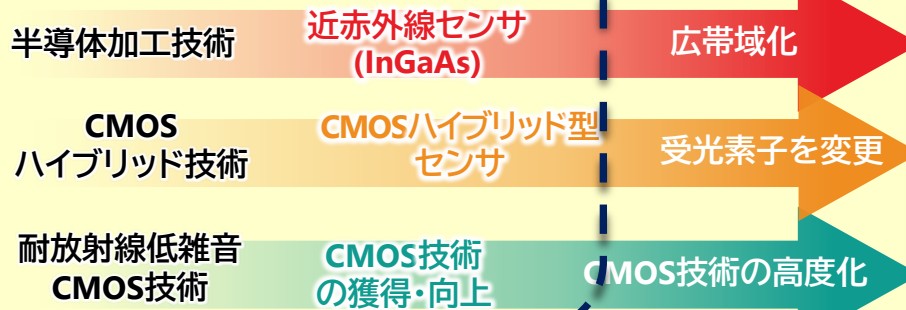 半導体加工技術
近赤外線センサ
(InGaAs)
広帯域化
CMOS
ハイブリッド技術
CMOSハイブリッド型
センサ
受光素子を変更
耐放射線低雑音
CMOS技術
CMOS技術
の獲得・向上
CMOS技術の高度化